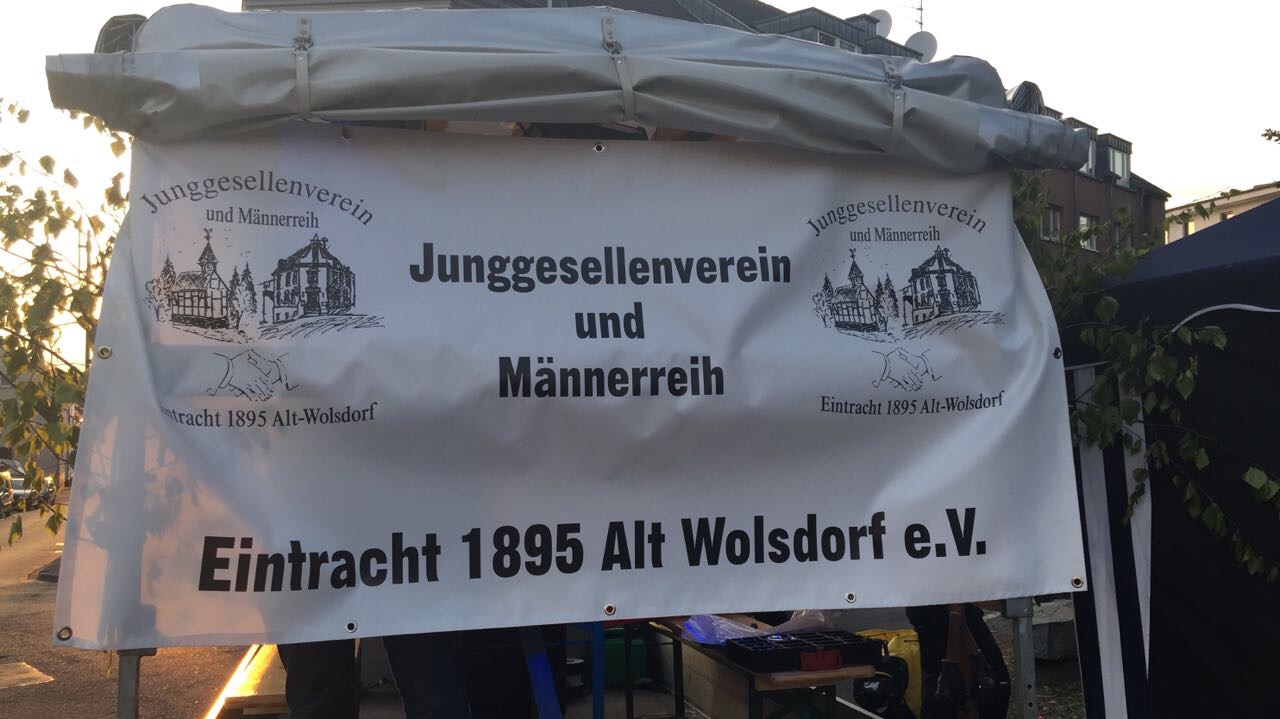 Junggesellenverein
und Männerreih
Eintracht 1895 Alt-Wolsdorf
Junggesellenverein
und
Männerreih
Junggesellenverein
und Männerreih
Eintracht 1895 Alt-Wolsdorf
Eintracht 1895 Alt Wolsdorf e.V.